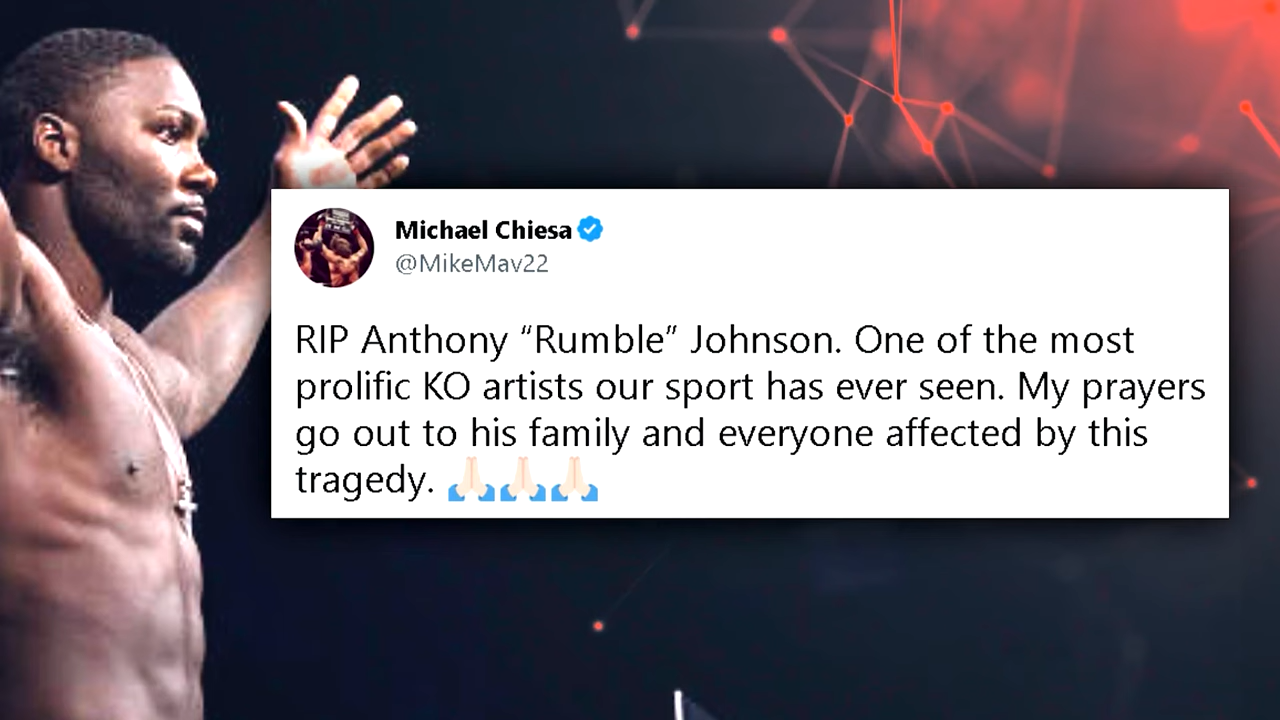 Michael Chiesa
@MikeMav22
RIP Anthony “Rumble” Johnson. One of the most
prolific KO artists our sport has ever seen. My prayers
go out to his family and everyone affected by this
tragedy. 🙏🏻🙏🏻🙏🏻